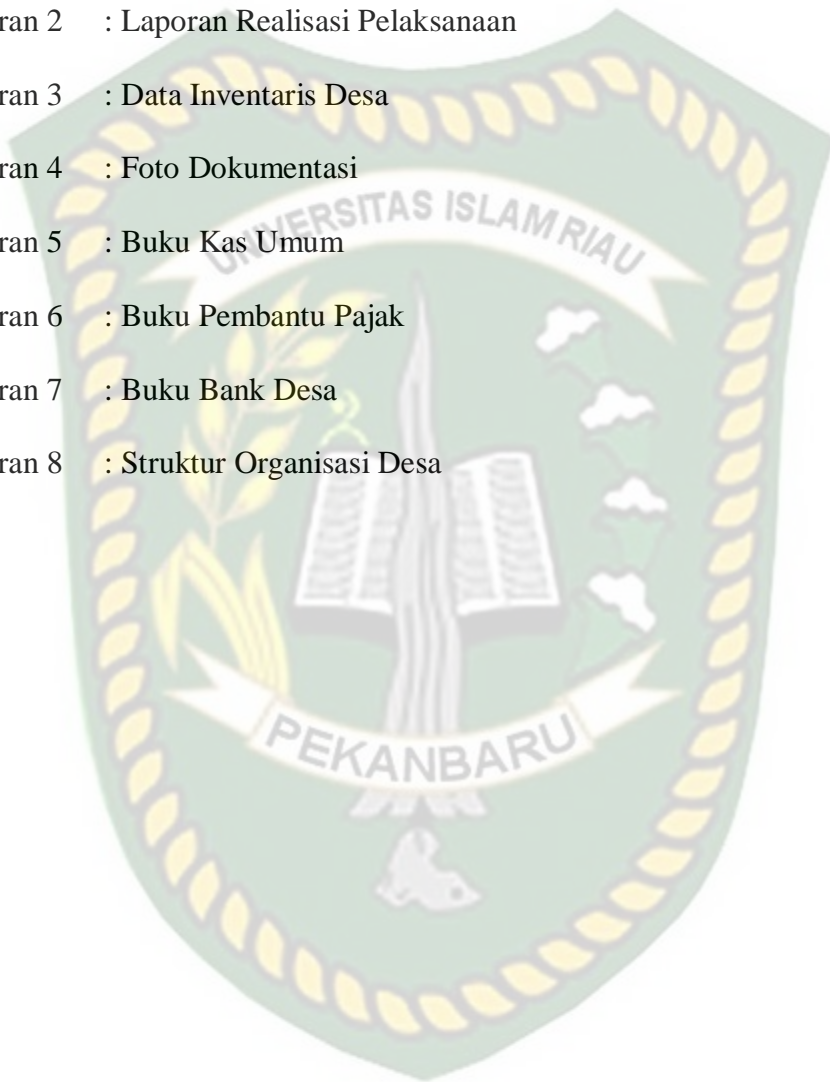 ran 2 : Laporan Realisasi Pelaksanaan
ran 3 : Data Inventaris Desa
ran 4 : Foto Dokumentasi
UNIVERSITAS ISLAM RIAU
ran 5 : Buku Kas Umum
ran 6 : Buku Pembantu Pajak
ran 7 : Buku Bank Desa
ran 8 : Struktur Organisasi Desa
PEKANBARU